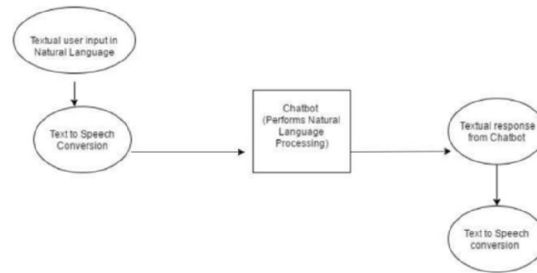 Textual user input in
Natural Language
Text to Speech
Conversion
Chatbot
(Performs Natural
Language
Processing)
Textual response
from Chatbot
Text to Speech
conversion